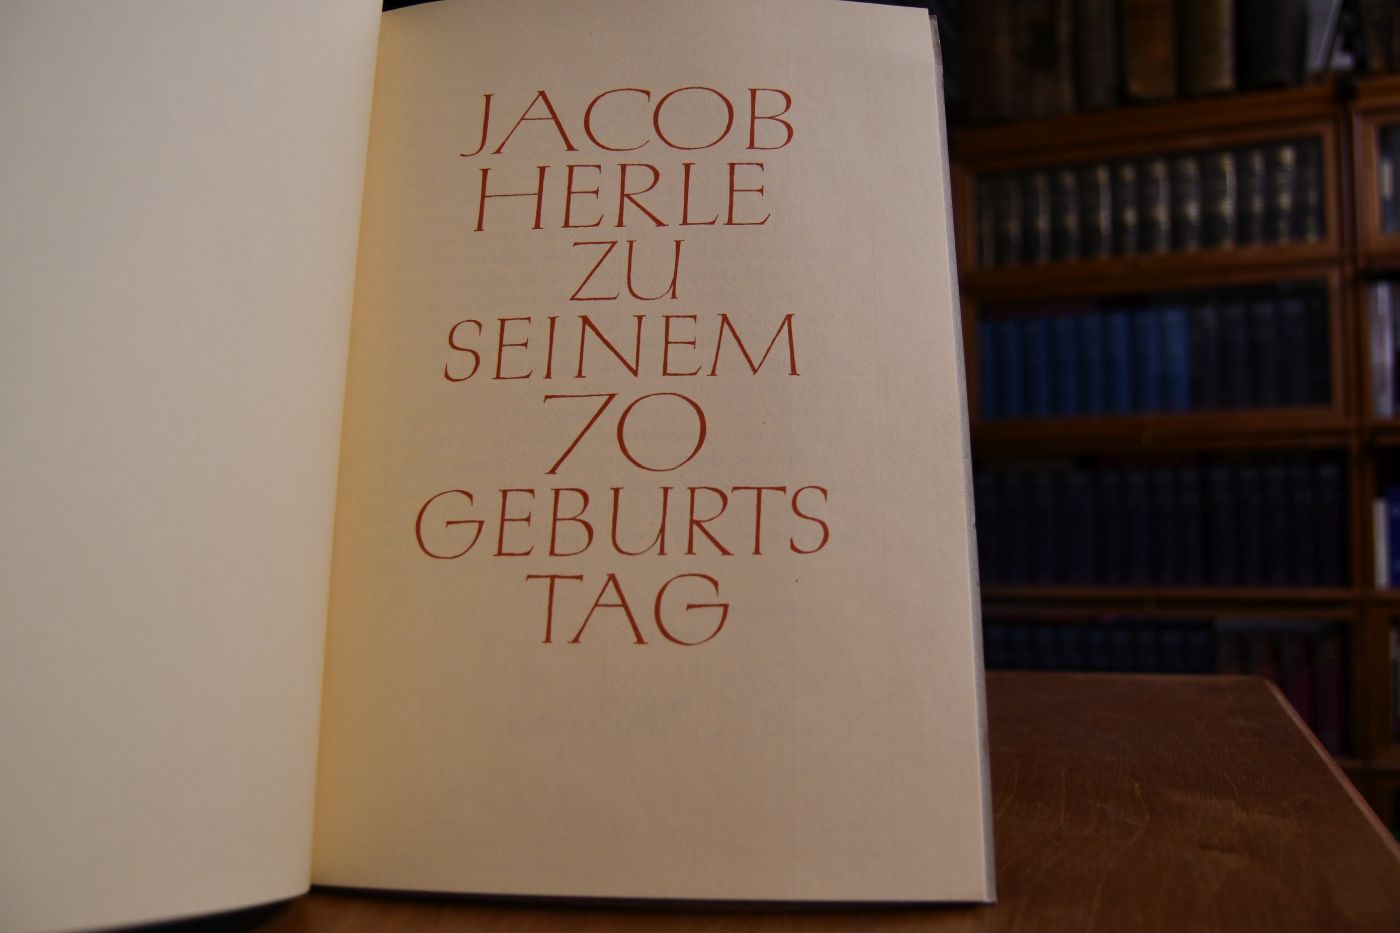 JACOB
HERLE
ZU
SEINEM
70
GEBURTS
TAG